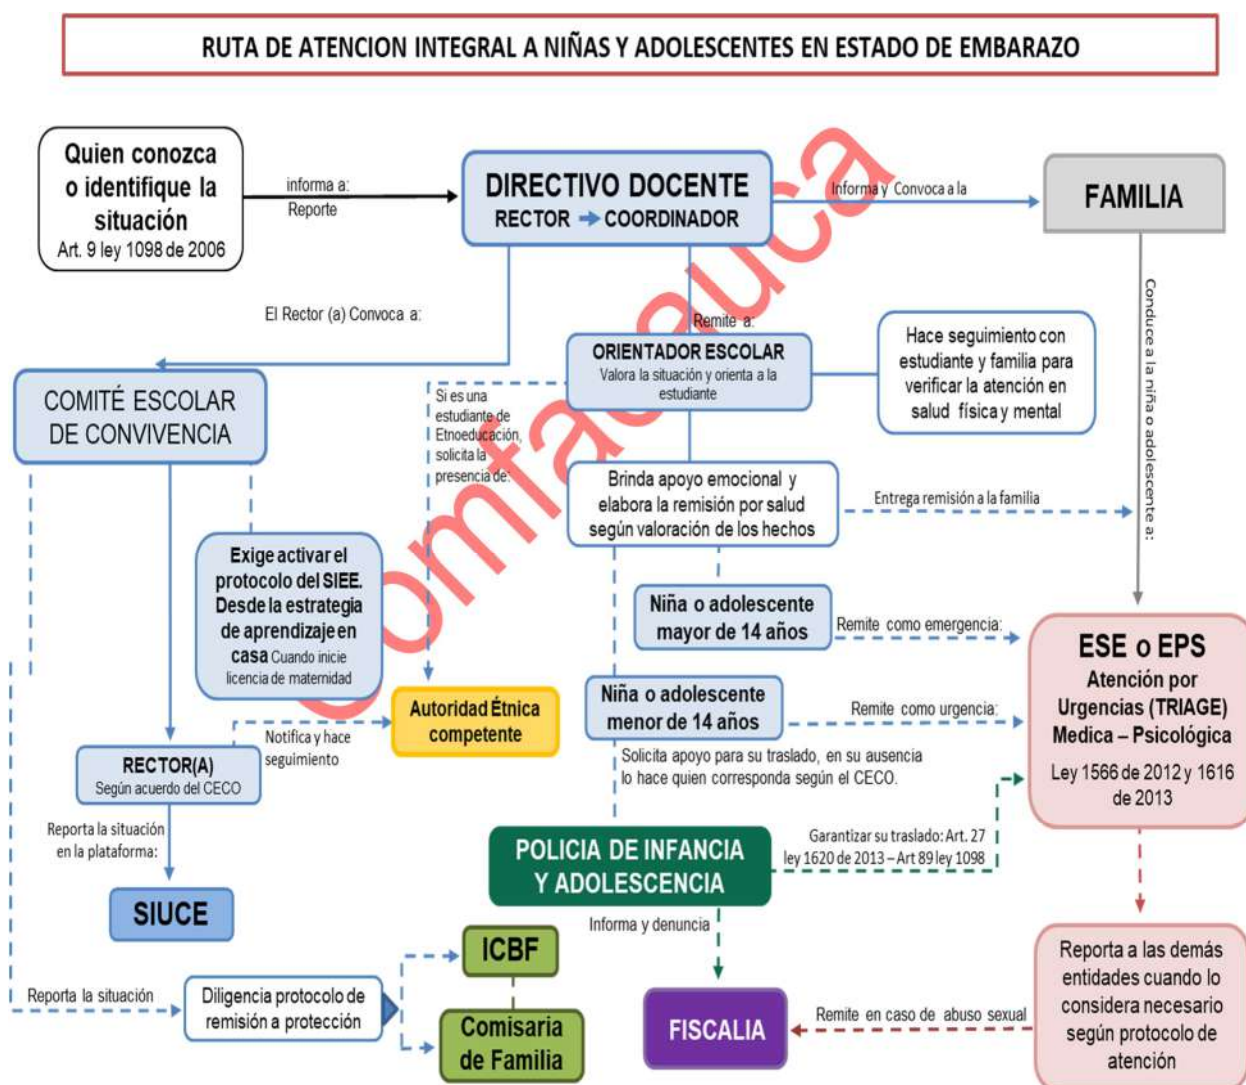 RUTA DE ATENCION INTEGRAL A NIÑAS Y ADOLESCENTES EN ESTADO DE EMBARAZO
Quien conozca
o identifique la
situación
Art. 9 ley 1098 de 2006
informa a:
Reporte
DIRECTIVO DOCENTE
RECTOR COORDINADOR
Informa y Convoca a la
FAMILIA
El Rector (a) Convoca a:
Remite a:
Conduce a la niña o adolescente a:
COMITÉ ESCOLAR
DE CONVIVENCIA
Si es una
estudiante de
Etnoeducación,
solicita la
presencia de:
ORIENTADOR ESCOLAR
Valora la situación y orienta a la
estudiante
Hace seguimiento con
estudiante y familia para
verificar la atención en
salud física y mental
Brinda apoyo emocional y
elabora la remisión por salud
según valoración de los hechos
Entrega remisión a la familia
Exige activar el
protocolo del SIEE.
Desde la estrategia
de aprendizaje en
casa Cuando inicie
licencia de maternidad
Niña o adolescente
mayor de 14 años
Remite como emergencia:
Niña o adolescente
menor de 14 años
Remite como urgencia:
ESE o EPS
Atención por
Urgencias (TRIAGE)
Medica – Psicológica
Ley 1566 de 2012 y 1616
de 2013
Autoridad Étnica
competente
Notifica y hace
seguimiento
RECTOR(A)
Según acuerdo del CECO
Solicita apoyo para su traslado, en su ausencia
lo hace quien corresponda según el CECO.
Reporta la situación
en la plataforma:
SIUCE
POLICIA DE INFANCIA
Y ADOLESCENCIA
Garantizar su traslado: Art. 27
ley 1620 de 2013 – Art 89 ley 1098
Informa y denuncia
Reporta la situación
Diligencia protocolo de
remisión a protección
ICBF
Comisaria
de Familia
FISCALIA
Remite en caso de abuso sexual
Reporta a las demás
entidades cuando lo
considera necesario
según protocolo de
atención